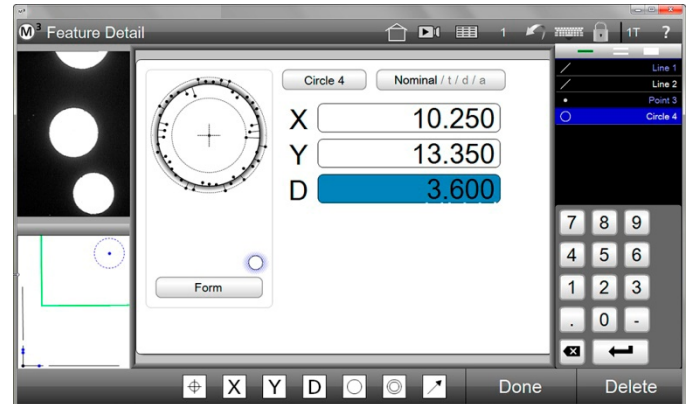 M³ Feature Detail
1
1T
?
Circle 4
Nominal / t / d / a
X 10.250
Y 13.350
D 3.600
Form
Line 1
Line 2
Point 3
Circle 4
7 8 9
4 5 6
1 2 3
. 0 -
X Y D
Done
Delete